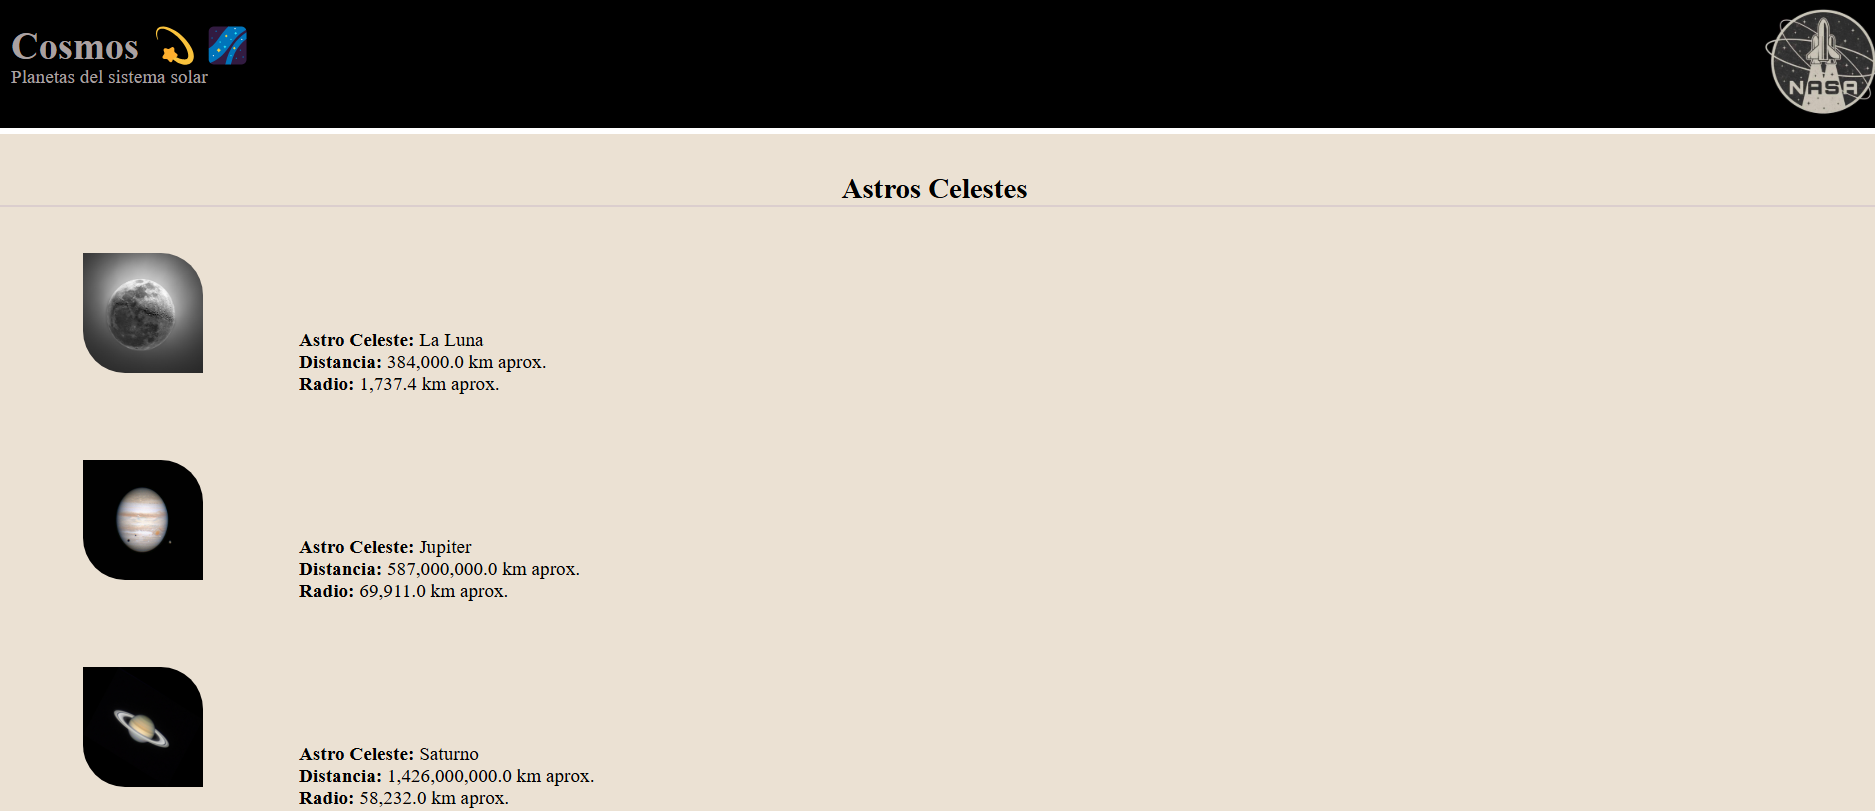 Cosmos 💫 🌌
Planetas del sistema solar
NASA
Astros Celestes
Astro Celeste: La Luna
Distancia: 384,000.0 km aprox.
Radio: 1,737.4 km aprox.
Astro Celeste: Jupiter
Distancia: 587,000,000.0 km aprox.
Radio: 69,911.0 km aprox.
Astro Celeste: Saturno
Distancia: 1,426,000,000.0 km aprox.
Radio: 58,232.0 km aprox.